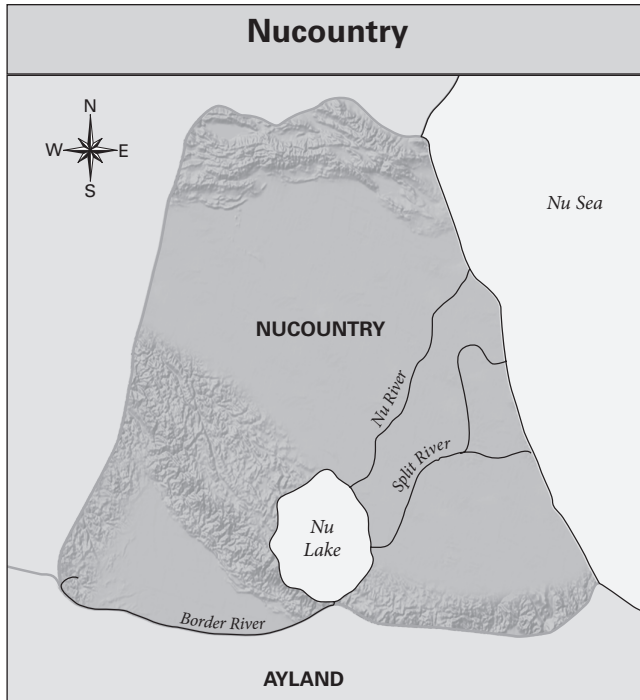 Nucountry
N
W E
S
Nu Sea
NUCOUNTRY
Nu River
Split River
Nu
Lake
Border River
AYLAND